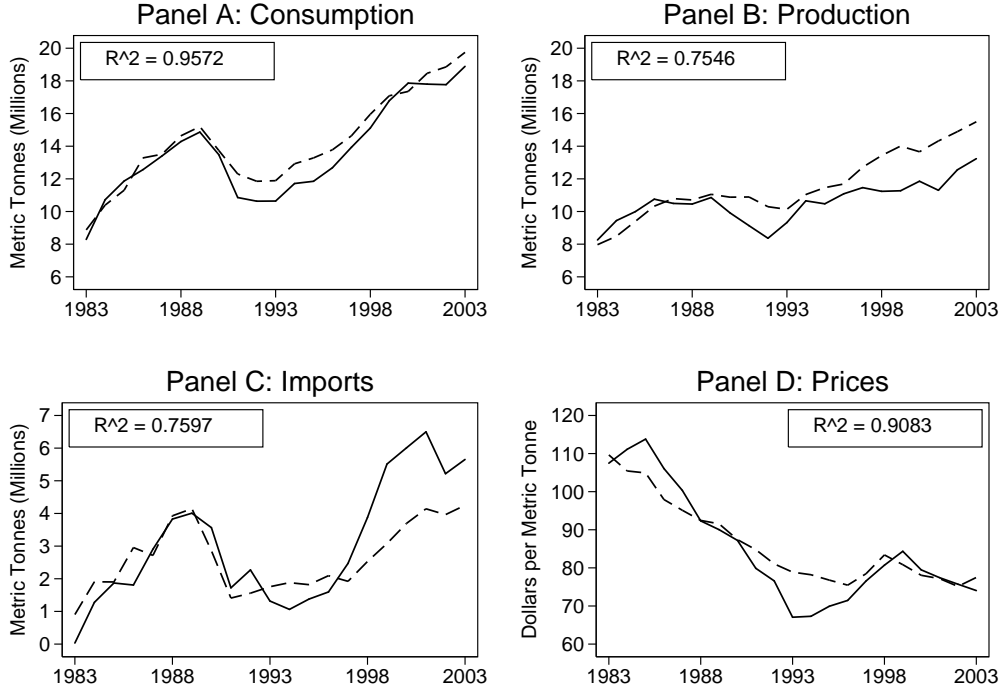 Panel A: Consumption
R^2 = 0.9572
Metric Tonnes (Millions)
20
18
16
14
12
10
8
6
1983 1988 1993 1998 2003
Panel B: Production
R^2 = 0.7546
Metric Tonnes (Millions)
20
18
16
14
12
10
8
6
1983 1988 1993 1998 2003
Panel C: Imports
R^2 = 0.7597
Metric Tonnes (Millions)
7
6
5
4
3
2
1
0
1983 1988 1993 1998 2003
Panel D: Prices
R^2 = 0.9083
Dollars per Metric Tonne
120
110
100
90
80
70
60
1983 1988 1993 1998 2003